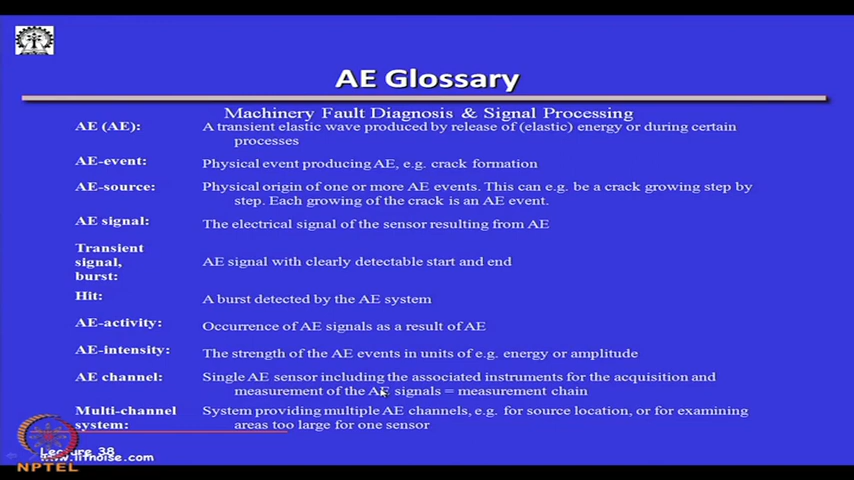 AE Glossary
Machinery Fault Diagnosis & Signal Processing
AE (AE): A transient elastic wave produced by release of (elastic) energy or during certain
processes
AE-event: Physical event producing AE, e.g. crack formation
AE-source: Physical origin of one or more AE events. This can e.g. be a crack growing step by
step. Each growing of the crack is an AE event.
AE signal: The electrical signal of the sensor resulting from AE
Transient
signal, AE signal with clearly detectable start and end
burst:
Hit: A burst detected by the AE system
AE-activity: Occurrence of AE signals as a result of AE
AE-intensity: The strength of the AE events in units of e.g. energy or amplitude
AE channel: Single AE sensor including the associated instruments for the acquisition and
measurement of the AE signals = measurement chain
Multi-channel System providing multiple AE channels, e.g. for source location, or for examining
system: areas too large for one sensor
Lecture 38
www.iitnoise.com
NPTEL